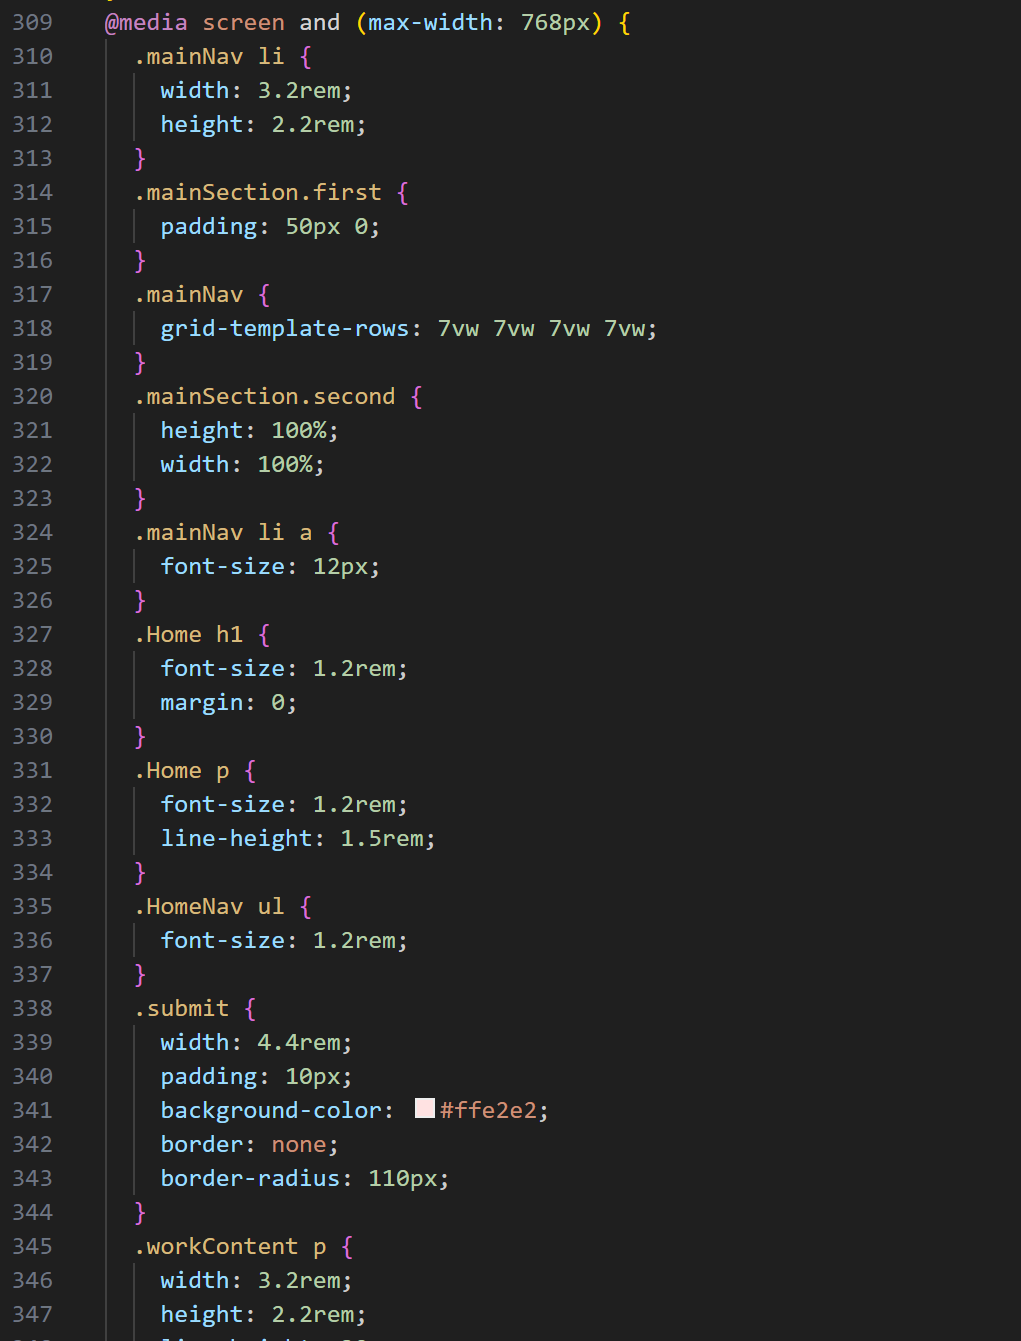 309 @media screen and (max-width: 768px) {
310 .mainNav li {
311 width: 3.2rem;
312 height: 2.2rem;
313 }
314 .mainSection.first {
315 padding: 50px 0;
316 }
317 .mainNav {
318 grid-template-rows: 7vw 7vw 7vw 7vw;
319 }
320 .mainSection.second {
321 height: 100%;
322 width: 100%;
323 }
324 .mainNav li a {
325 font-size: 12px;
326 }
327 .Home h1 {
328 font-size: 1.2rem;
329 margin: 0;
330 }
331 .Home p {
332 font-size: 1.2rem;
333 line-height: 1.5rem;
334 }
335 .HomeNav ul {
336 font-size: 1.2rem;
337 }
338 .submit {
339 width: 4.4rem;
340 padding: 10px;
341 background-color: #ffe2e2;
342 border: none;
343 border-radius: 110px;
344 }
345 .workContent p {
346 width: 3.2rem;
347 height: 2.2rem;